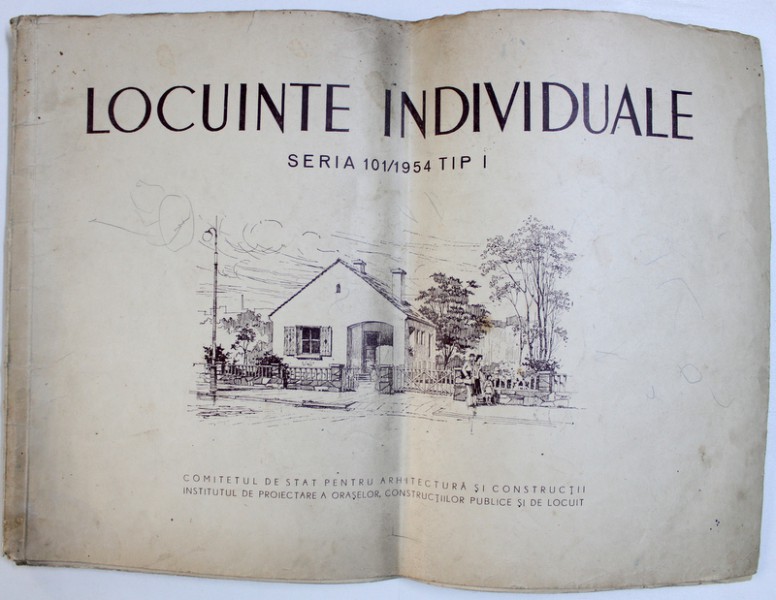 LOCUINTE INDIVIDUALE
SERIA 101/1954 TIP I
COMITETUL DE STAT PENTRU ARHITECTURĂ ȘI CONSTRUCȚII
INSTITUTUL DE PROIECTARE A ORAȘELOR, CONSTRUCȚIILOR PUBLICE ȘI DE LOCUIT